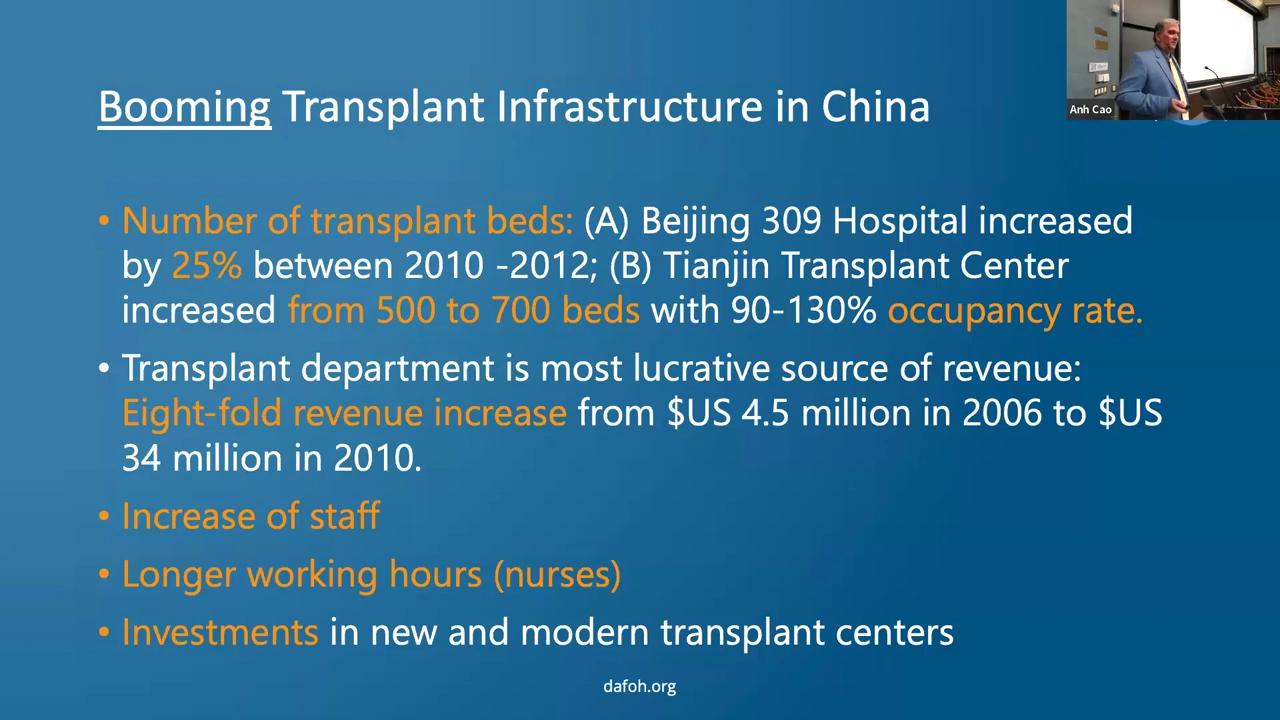 Booming Transplant Infrastructure in China
Anh Cao
• Number of transplant beds: (A) Beijing 309 Hospital increased
by 25% between 2010 -2012; (B) Tianjin Transplant Center
increased from 500 to 700 beds with 90-130% occupancy rate.
• Transplant department is most lucrative source of revenue:
Eight-fold revenue increase from $US 4.5 million in 2006 to $US
34 million in 2010.
• Increase of staff
• Longer working hours (nurses)
• Investments in new and modern transplant centers
dafoh.org